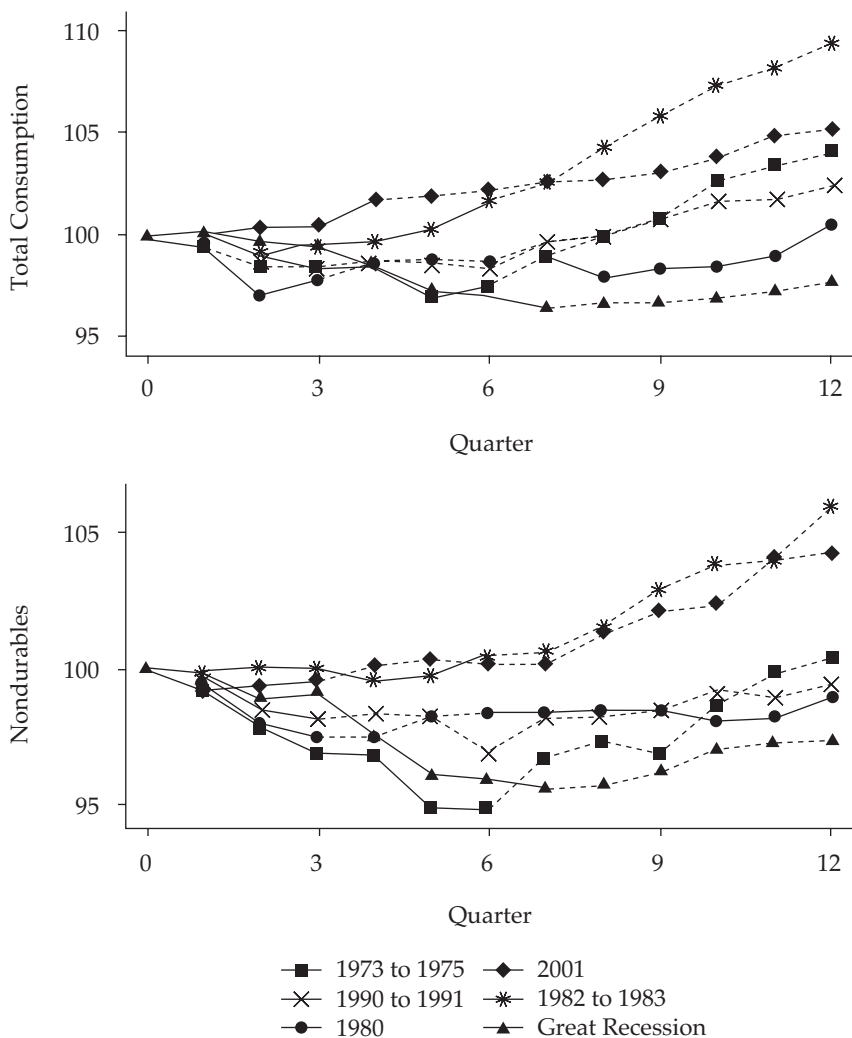 110
105
100
95
Total Consumption
0 3 6 9 12
Quarter
105
100
95
Nondurables
0 3 6 9 12
Quarter
1973 to 1975 2001
1990 to 1991 1982 to 1983
1980 Great Recession